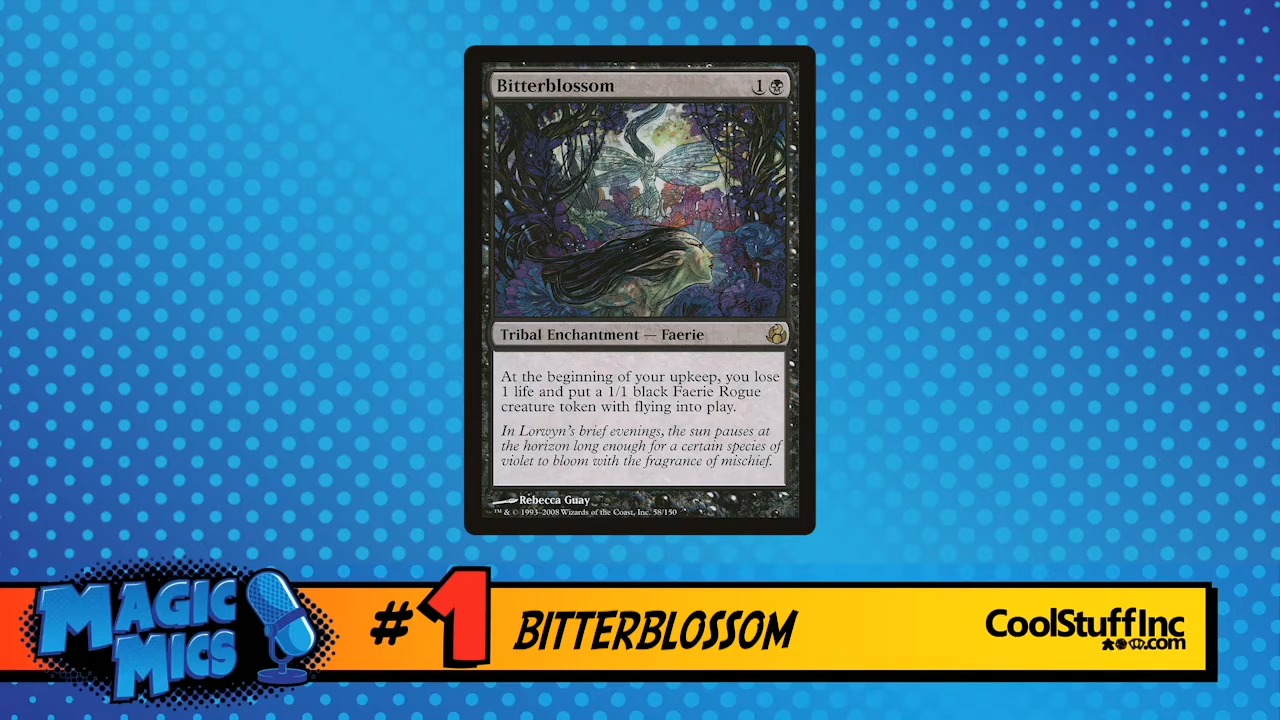 Bitterblossom 1
Tribal Enchantment — Faerie
At the beginning of your upkeep, you lose
1 life and put a 1/1 black Faerie Rogue
creature token with flying into play.
In Lorwyn's brief evenings, the sun pauses at
the horizon long enough for a certain species of
violet to bloom with the fragrance of mischief.
Rebecca Guay
™ & © 1993–2008 Wizards of the Coast, Inc. 58/150
MAGIC
MICS
#1 BITTERBLOSSOM
CoolStuffInc
.com